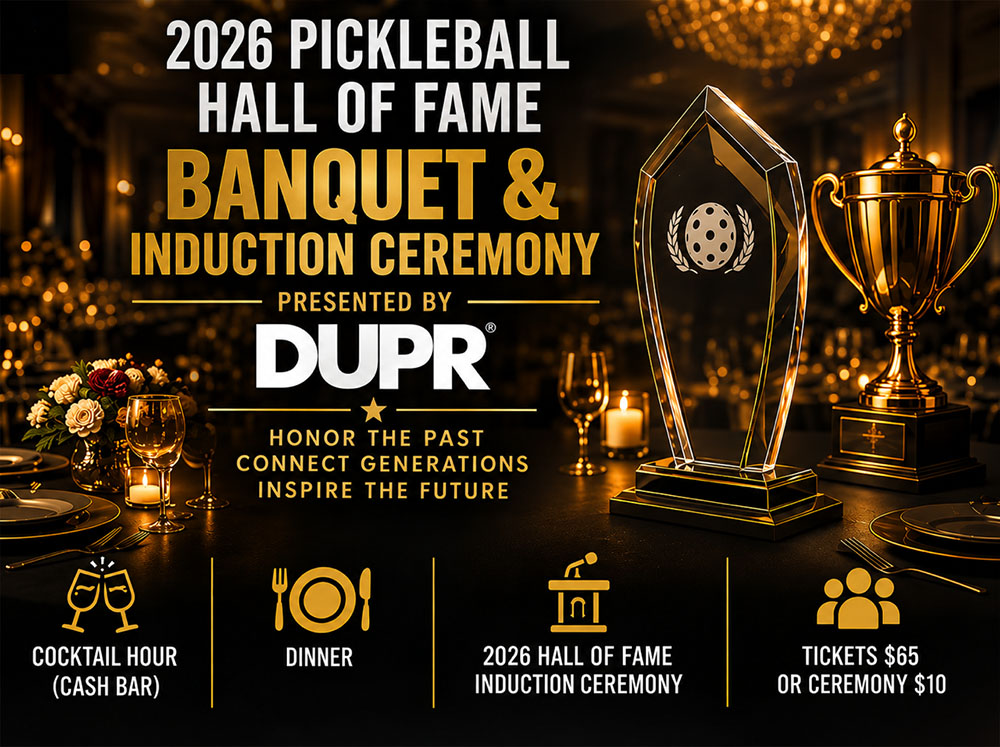 2026 PICKLEBALL
HALL OF FAME
BANQUET &
INDUCTION CEREMONY
PRESENTED BY
DUPR®
HONOR THE PAST
CONNECT GENERATIONS
INSPIRE THE FUTURE
COCKTAIL HOUR
(CASH BAR)
DINNER
2026 HALL OF FAME
INDUCTION CEREMONY
TICKETS $65
OR CEREMONY $10